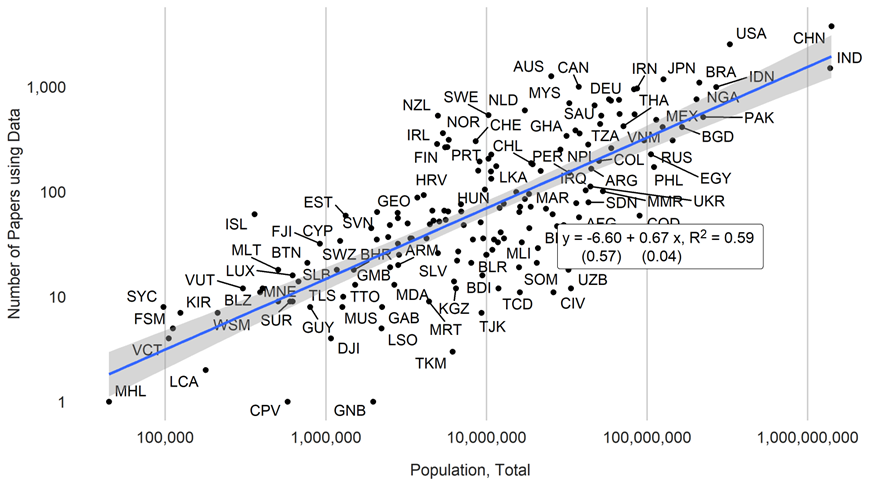 USA
CHN
IND
AUS CAN IRN JPN
BRA IDN
MYS DEU
1,000
SWE NLD THA NGA
NZL SAU MEX PAK
NOR CHE GHA TZA VNM BGD
IRL
FIN PRT CHL PER NPL COL RUS
LKA IRQ ARG PHL EGY
100
HRV
EST GEO HUN MAR SDN MMR UKR
ISL SVN AFG COD
FJI CYP
MLT BTN SWZ BHR ARM MLI
y = -6.60 + 0.67 x, R² = 0.59
(0.57) (0.04)
LUX SLB GMB SLV BLR
VUT MNE SOM UZB
SYC KIR BLZ TLS TTO MDA BDI
10
TCD CIV
FSM WSM SUR GUY MUS GAB KGZ
MRT TJK
VCT DJI LSO
TKM
LCA
MHL
1
CPV GNB
100,000 1,000,000 10,000,000 100,000,000 1,000,000,000
Population, Total
Number of Papers using Data